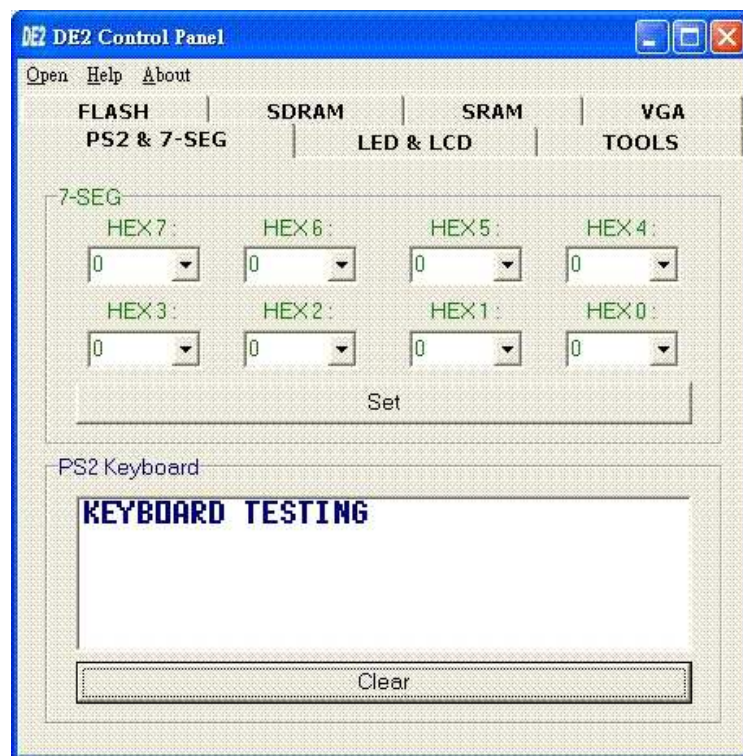 DE2 DE2 Control Panel
Open Help About
FLASH SDRAM SRAM VGA
PS2 & 7-SEG LED & LCD TOOLS
7-SEG
HEX7: HEX6: HEX5: HEX4:
0 0 0 0
HEX3: HEX2: HEX1: HEX0:
0 0 0 0
Set
PS2 Keyboard
KEYBOARD TESTING
Clear